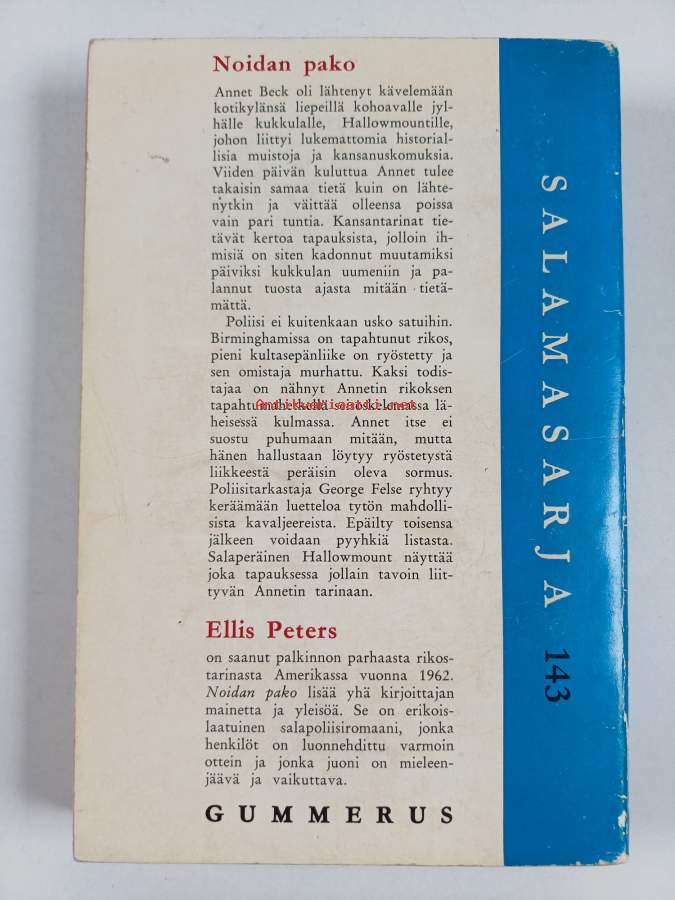 Noidan pako
Annet Beck oli lähtenyt kävelemään
kotikylänsä liepeillä kohoavalle jyl-
hälle kukkulalle, Hallowmountille,
johon liittyi lukemattomia historial-
lisia muistoja ja kansanuskomuksia.
Viiden päivän kuluttua Annet tulee
takaisin samaa tietä kuin on lähte-
nytkin ja väittää olleensa poissa
vain pari tuntia. Kansantarinat tie-
tävät kertoa tapauksista, jolloin ih-
misiä on siten kadonnut muutamiksi
päiviksi kukkulan uumeniin ja pa-
lannut tuosta ajasta mitään tietä-
mättä.
Poliisi ei kuitenkaan usko satuihin.
Birminghamissa on tapahtunut rikos,
pieni kultasepänliike on ryöstetty ja
sen omistaja murhattu. Kaksi todis-
tajaa on nähnyt Annetin rikoksen
tapahtumahetkellä seisoskelemassa lä-
heisessä kulmassa. Annet itse ei
suostu puhumaan mitään, mutta
hänen hallustaan löytyy ryöstetystä
liikkeestä peräisin oleva sormus.
Poliisitarkastaja George Felse ryhtyy
keräämään luetteloa tytön mahdolli-
sista kavaljeereista. Epäilty toisensa
jälkeen voidaan pyyhkiä listasta.
Salaperäinen Hallowmount näyttää
joka tapauksessa jollain tavoin liit-
tyvän Annetin tarinaan.
Ellis Peters
on saanut palkinnon parhaasta rikos-
tarinasta Amerikassa vuonna 1962.
Noidan pako lisää yhä kirjoittajan
mainetta ja yleisöä. Se on erikois-
laatuinen salapoliisiromaani, jonka
henkilöt on luonnehdittu varmoin
ottein ja jonka juoni on mieleen-
jäävä ja vaikuttava.
GUMMERUS
SALAMASARJA 143